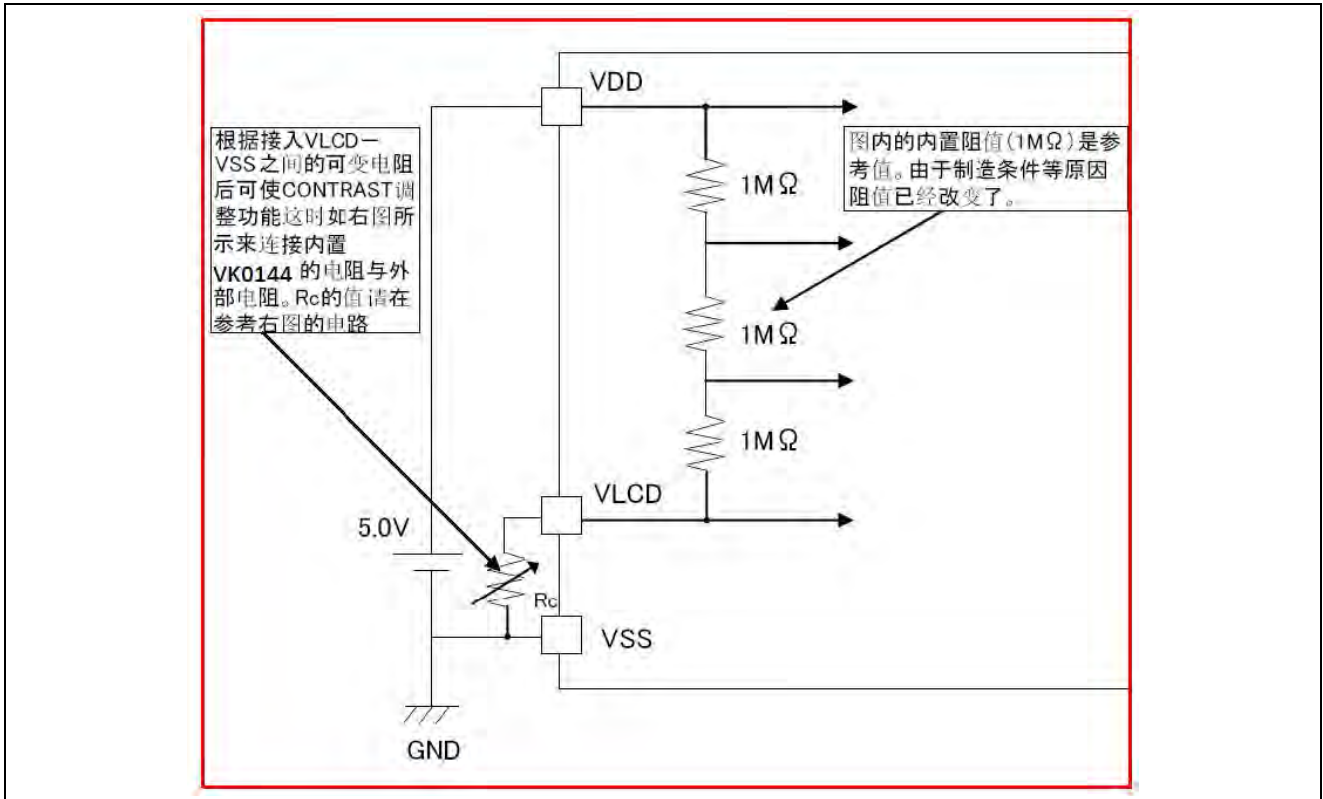 VDD
根据接入VLCD－
VSS之间的可变电阻
后可使CONTRAST调
整功能这时如右图所
示来连接内置
VK0144 的电阻与外
部电阻。Rc的值请在
参考右图的电路
图内的内置阻值(1MΩ)是参
考值。由于制造条件等原因
阻值已经改变了。
1MΩ
1MΩ
1MΩ
VLCD
5.0V
Rc
VSS
GND